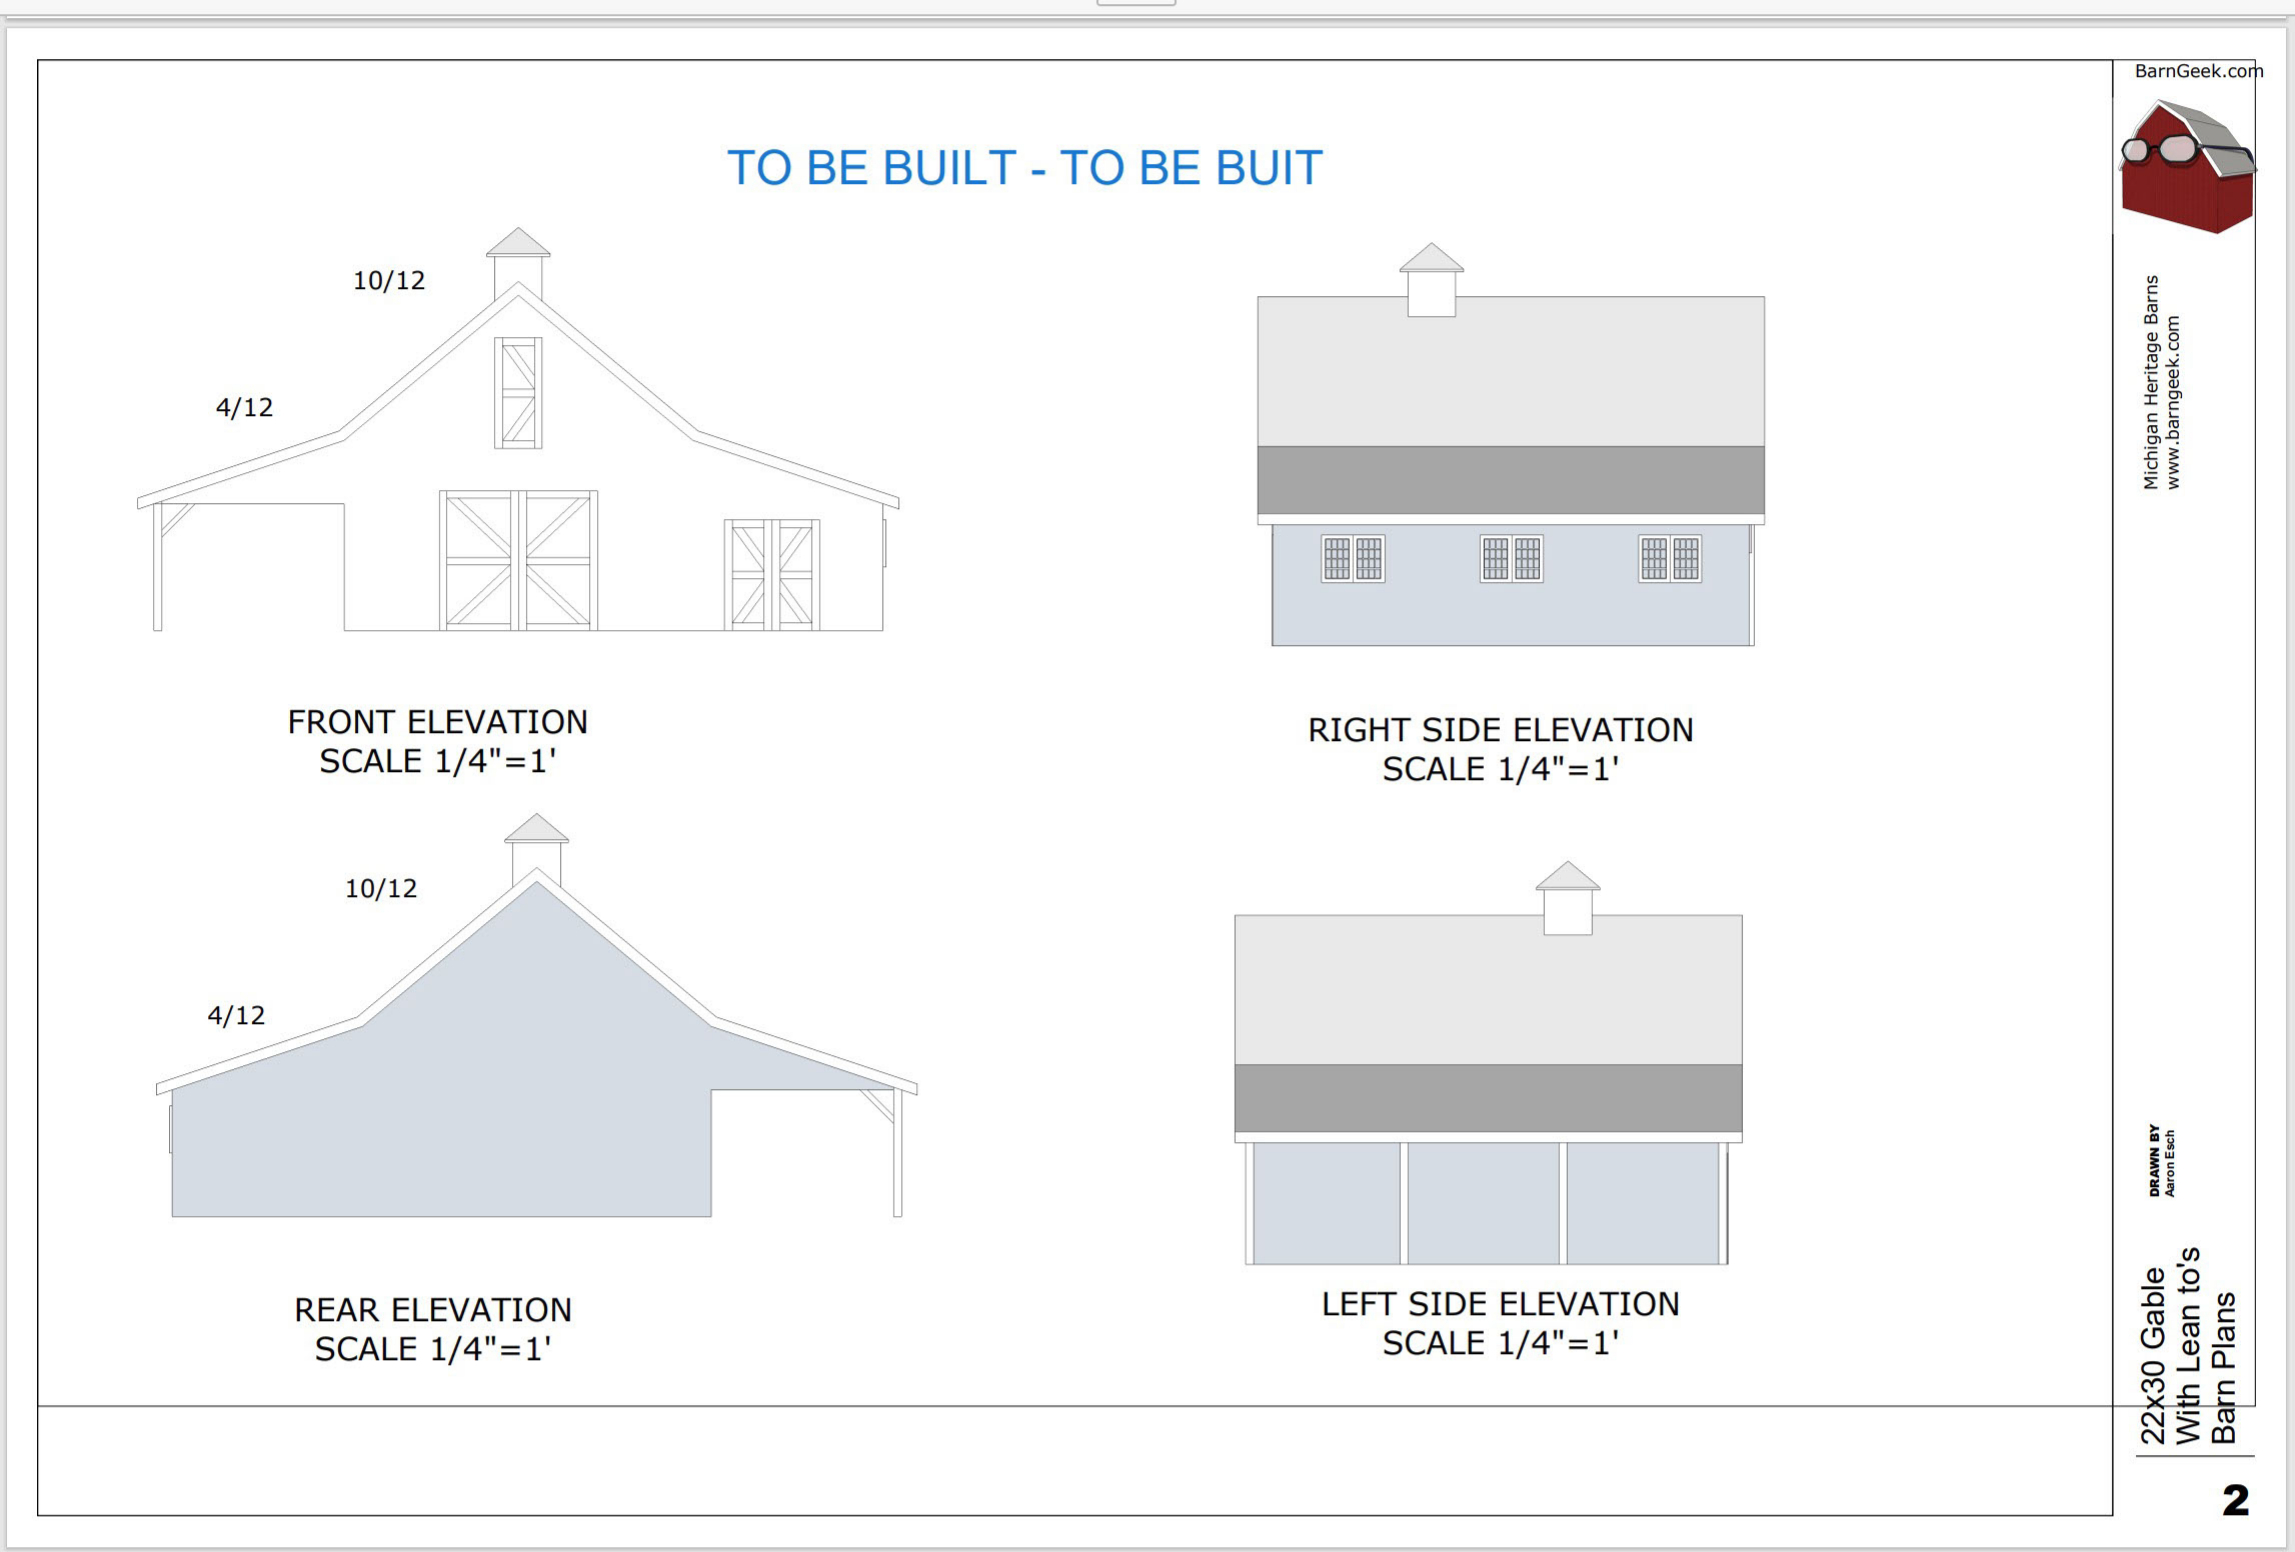 BarnGeek.com
TO BE BUILT - TO BE BUIT
10/12
4/12
FRONT ELEVATION
SCALE 1/4"=1'
RIGHT SIDE ELEVATION
SCALE 1/4"=1'
10/12
4/12
REAR ELEVATION
SCALE 1/4"=1'
LEFT SIDE ELEVATION
SCALE 1/4"=1'
Michigan Heritage Barns
www.barngeek.com
DRAWN BY
Aaron Esch
22x30 Gable
With Lean to's
Barn Plans
2